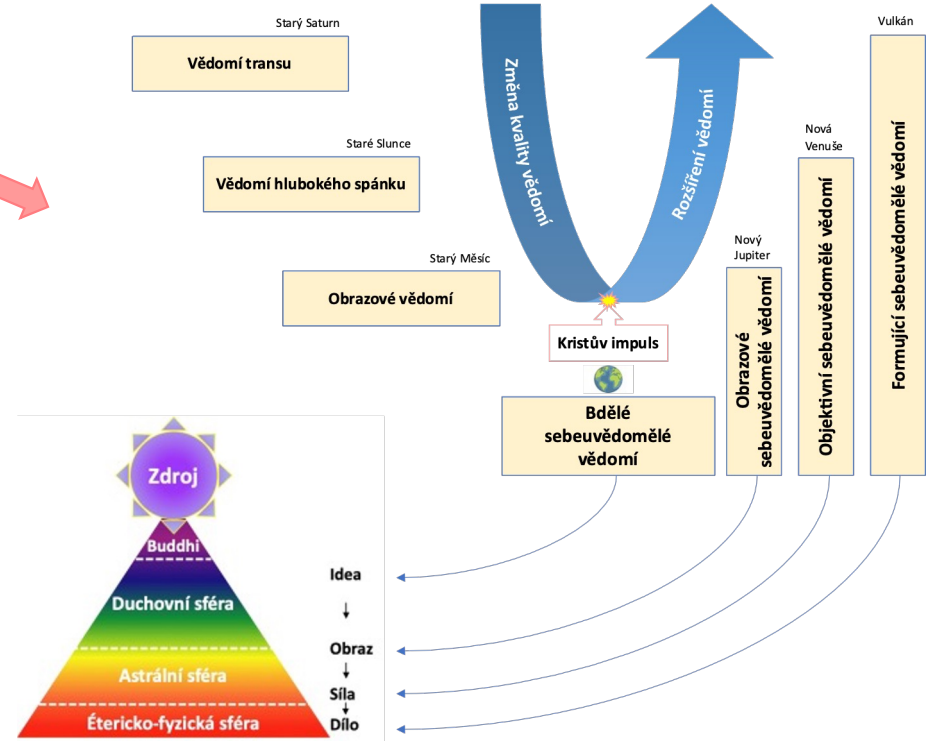 Starý Saturn
Vědomí transu
Staré Slunce
Vědomí hlubokého spánku
Starý Měsíc
Obrazové vědomí
Změna kvality vědomí
Rozšíření vědomí
Kristův impuls
Bdělé
sebeuvědomělé
vědomí
Nový
Jupiter
Obrazové
sebeuvědomělé vědomí
Nová
Venuše
Objektivní sebeuvědomělé vědomí
Vulkán
Formující sebeuvědomělé vědomí
Zdroj
Buddhi
Duchovní sféra
Astrální sféra
Étericko-fyzická sféra
Idea
Obraz
Síla
Dílo